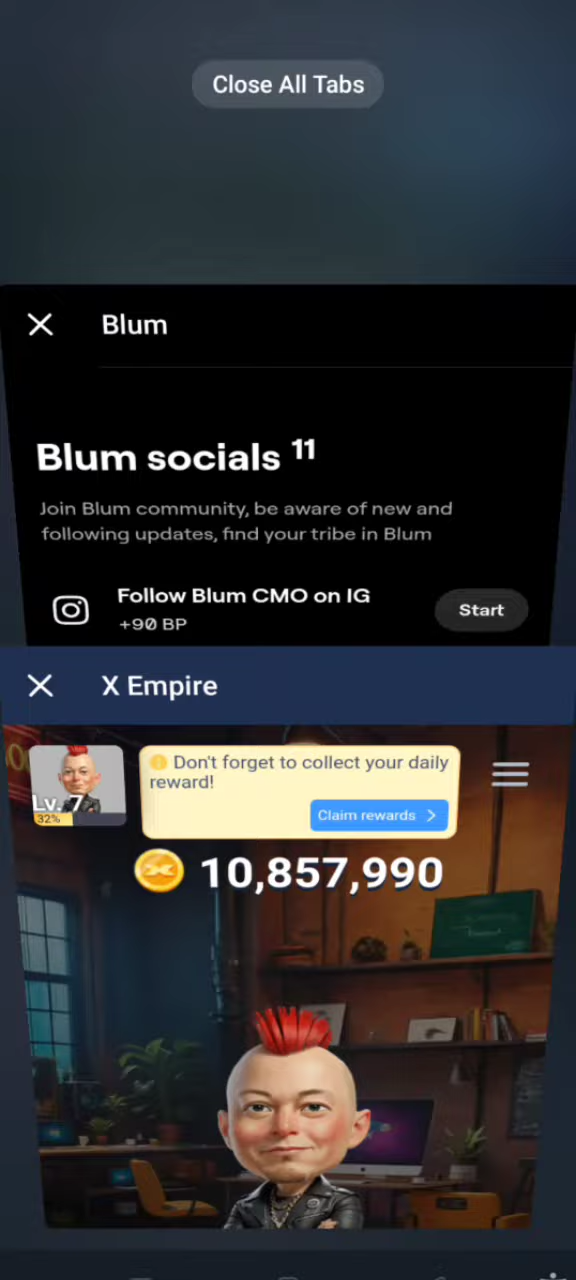 Close All Tabs
Blum
Blum socials 11
Join Blum community, be aware of new and
following updates, find your tribe in Blum
Follow Blum CMO on IG
+90 BP
Start
X Empire
Don't forget to collect your daily
reward!
Lv. 7
32%
Claim rewards
10,857,990